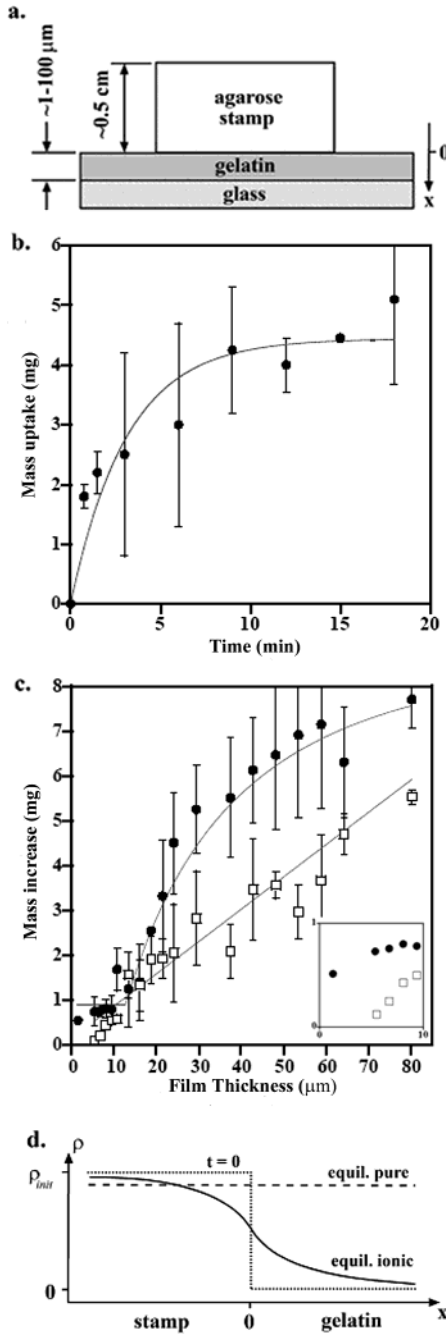 a.
~1-100 μm
~0.5 cm
agarose
stamp
0
gelatin
glass
x
b.
6
5
4
3
2
1
0
Mass uptake (mg)
0 5 10 15 20
Time (min)
c.
8
7
6
5
4
3
2
1
0
Mass increase (mg)
1
0
0 10
0 10 20 30 40 50 60 70 80
Film Thickness (μm)
d.
ρ
t = 0
equil. pure
ρinit
equil. ionic
0
x
stamp 0 gelatin